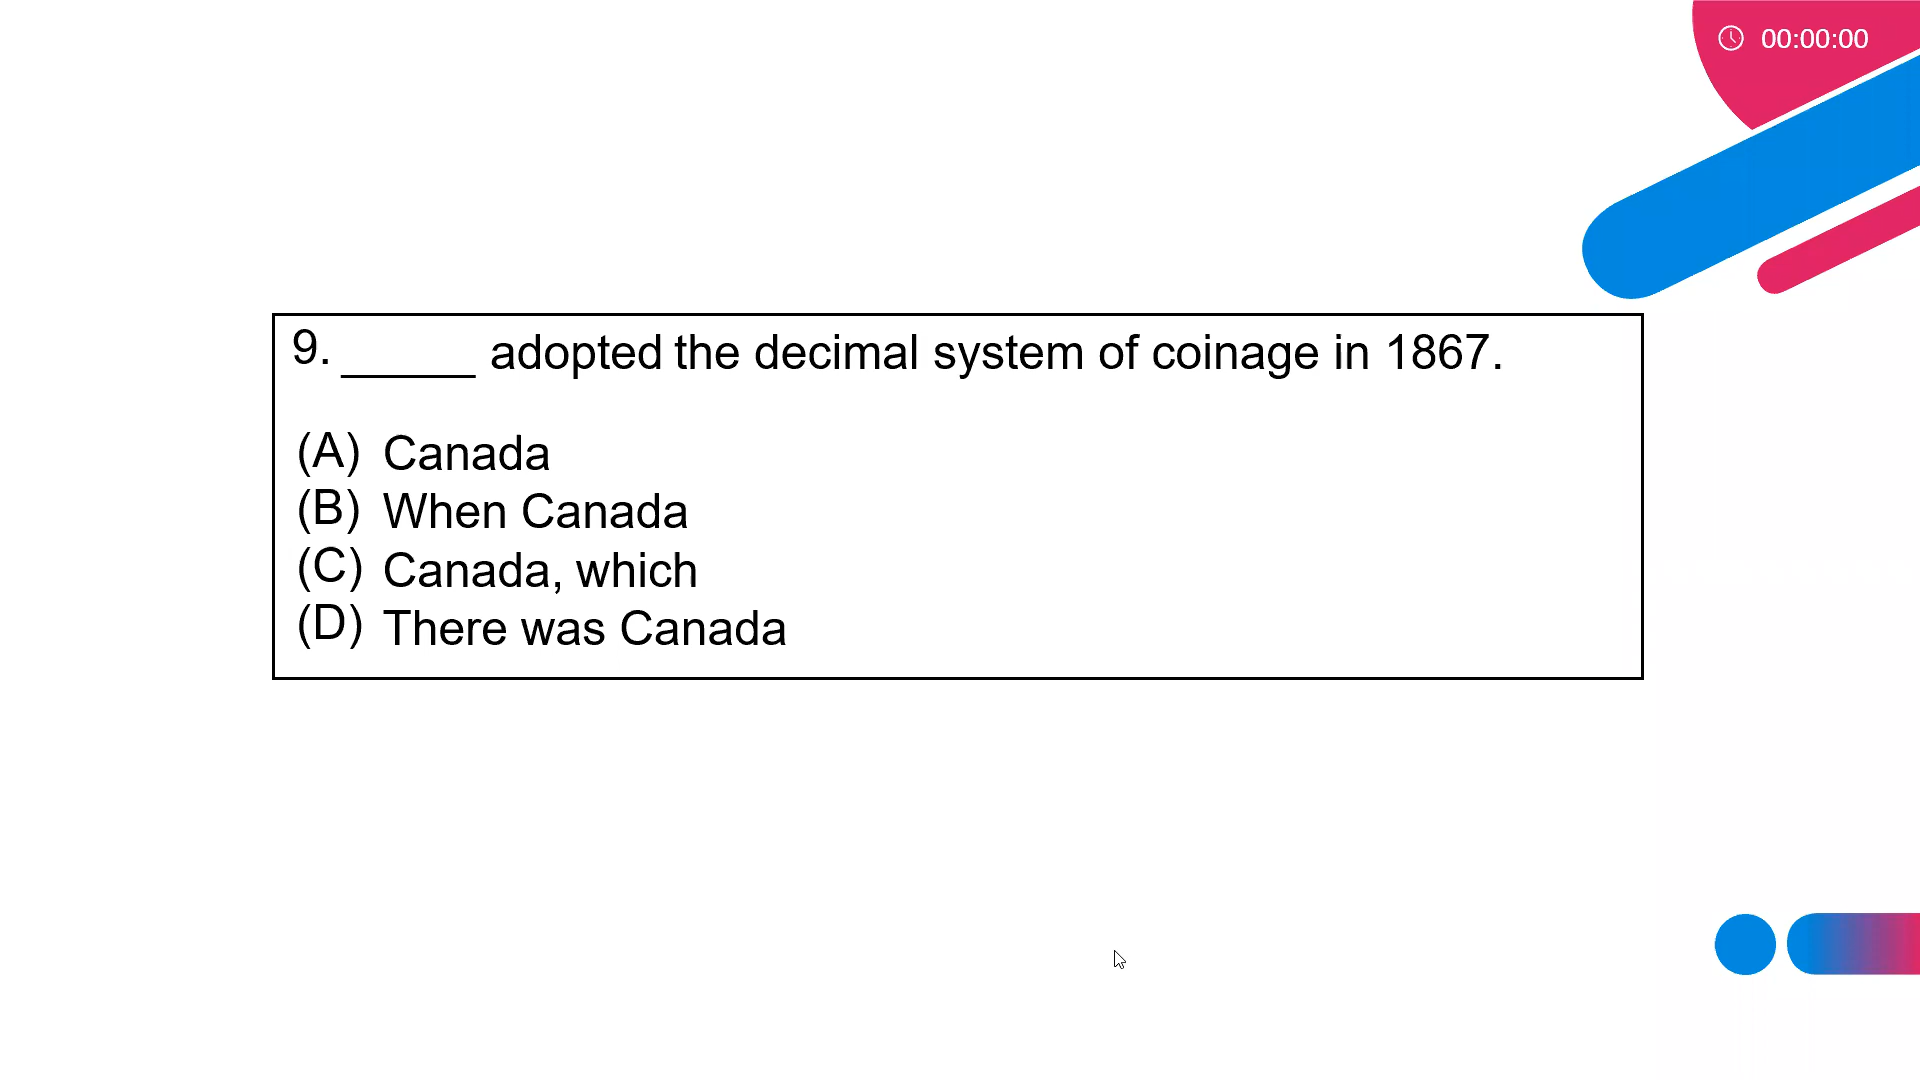 00:00:00
9. _____ adopted the decimal system of coinage in 1867.
(A) Canada
(B) When Canada
(C) Canada, which
(D) There was Canada